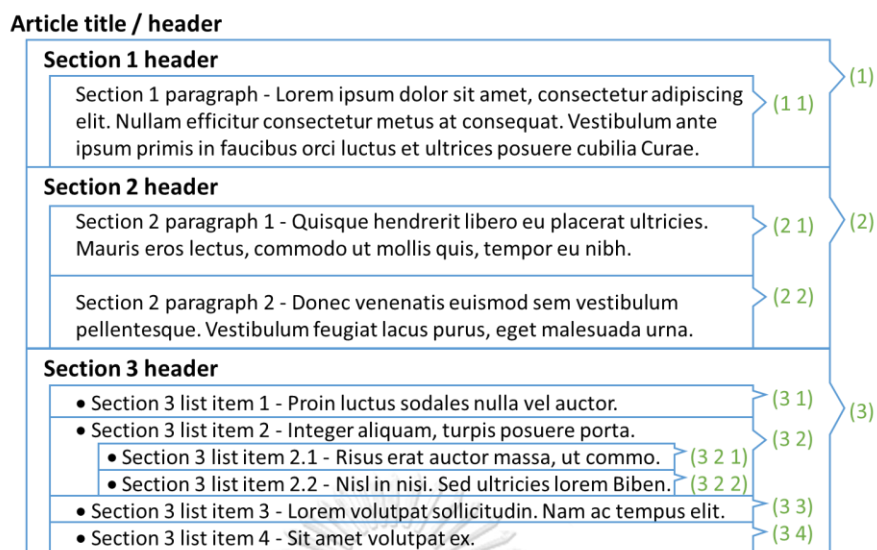 Article title / header
Section 1 header
(1)
Section 1 paragraph - Lorem ipsum dolor sit amet, consectetur adipiscing
(1 1)
elit. Nullam efficitur consectetur metus at consequat. Vestibulum ante
ipsum primis in faucibus orci luctus et ultrices posuere cubilia Curae.
Section 2 header
Section 2 paragraph 1 - Quisque hendrerit libero eu placerat ultricies.
(2 1)
(2)
Mauris eros lectus, commodo ut mollis quis, tempor eu nibh.
Section 2 paragraph 2 - Donec venenatis euismod sem vestibulum
(2 2)
pellentesque. Vestibulum feugiat lacus purus, eget malesuada urna.
Section 3 header
• Section 3 list item 1 - Proin luctus sodales nulla vel auctor.
(3 1)
(3)
• Section 3 list item 2 - Integer aliquam, turpis posuere porta.
(3 2)
• Section 3 list item 2.1 - Risus erat auctor massa, ut commo.
(3 2 1)
• Section 3 list item 2.2 - Nisl in nisi. Sed ultricies lorem Biben.
(3 2 2)
• Section 3 list item 3 - Lorem volutpat sollicitudin. Nam ac tempus elit.
(3 3)
• Section 3 list item 4 - Sit amet volutpat ex.
(3 4)